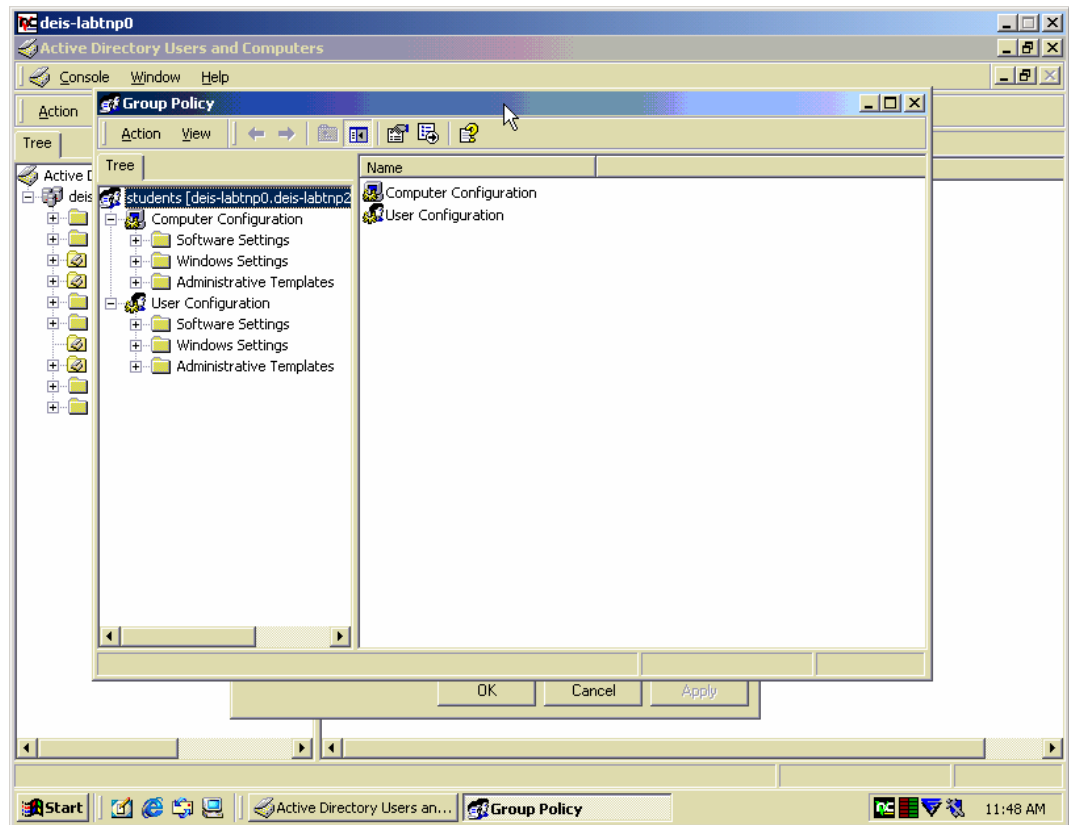 deis-labtnp0
Active Directory Users and Computers
Console Window Help
Action
Tree
Active D
deis
Group Policy
Action View
Tree
students [deis-labtnp0.deis-labtnp2
Computer Configuration
Software Settings
Windows Settings
Administrative Templates
User Configuration
Software Settings
Windows Settings
Administrative Templates
Name
Computer Configuration
User Configuration
OK Cancel Apply
Start Active Directory Users an... Group Policy 11:48 AM